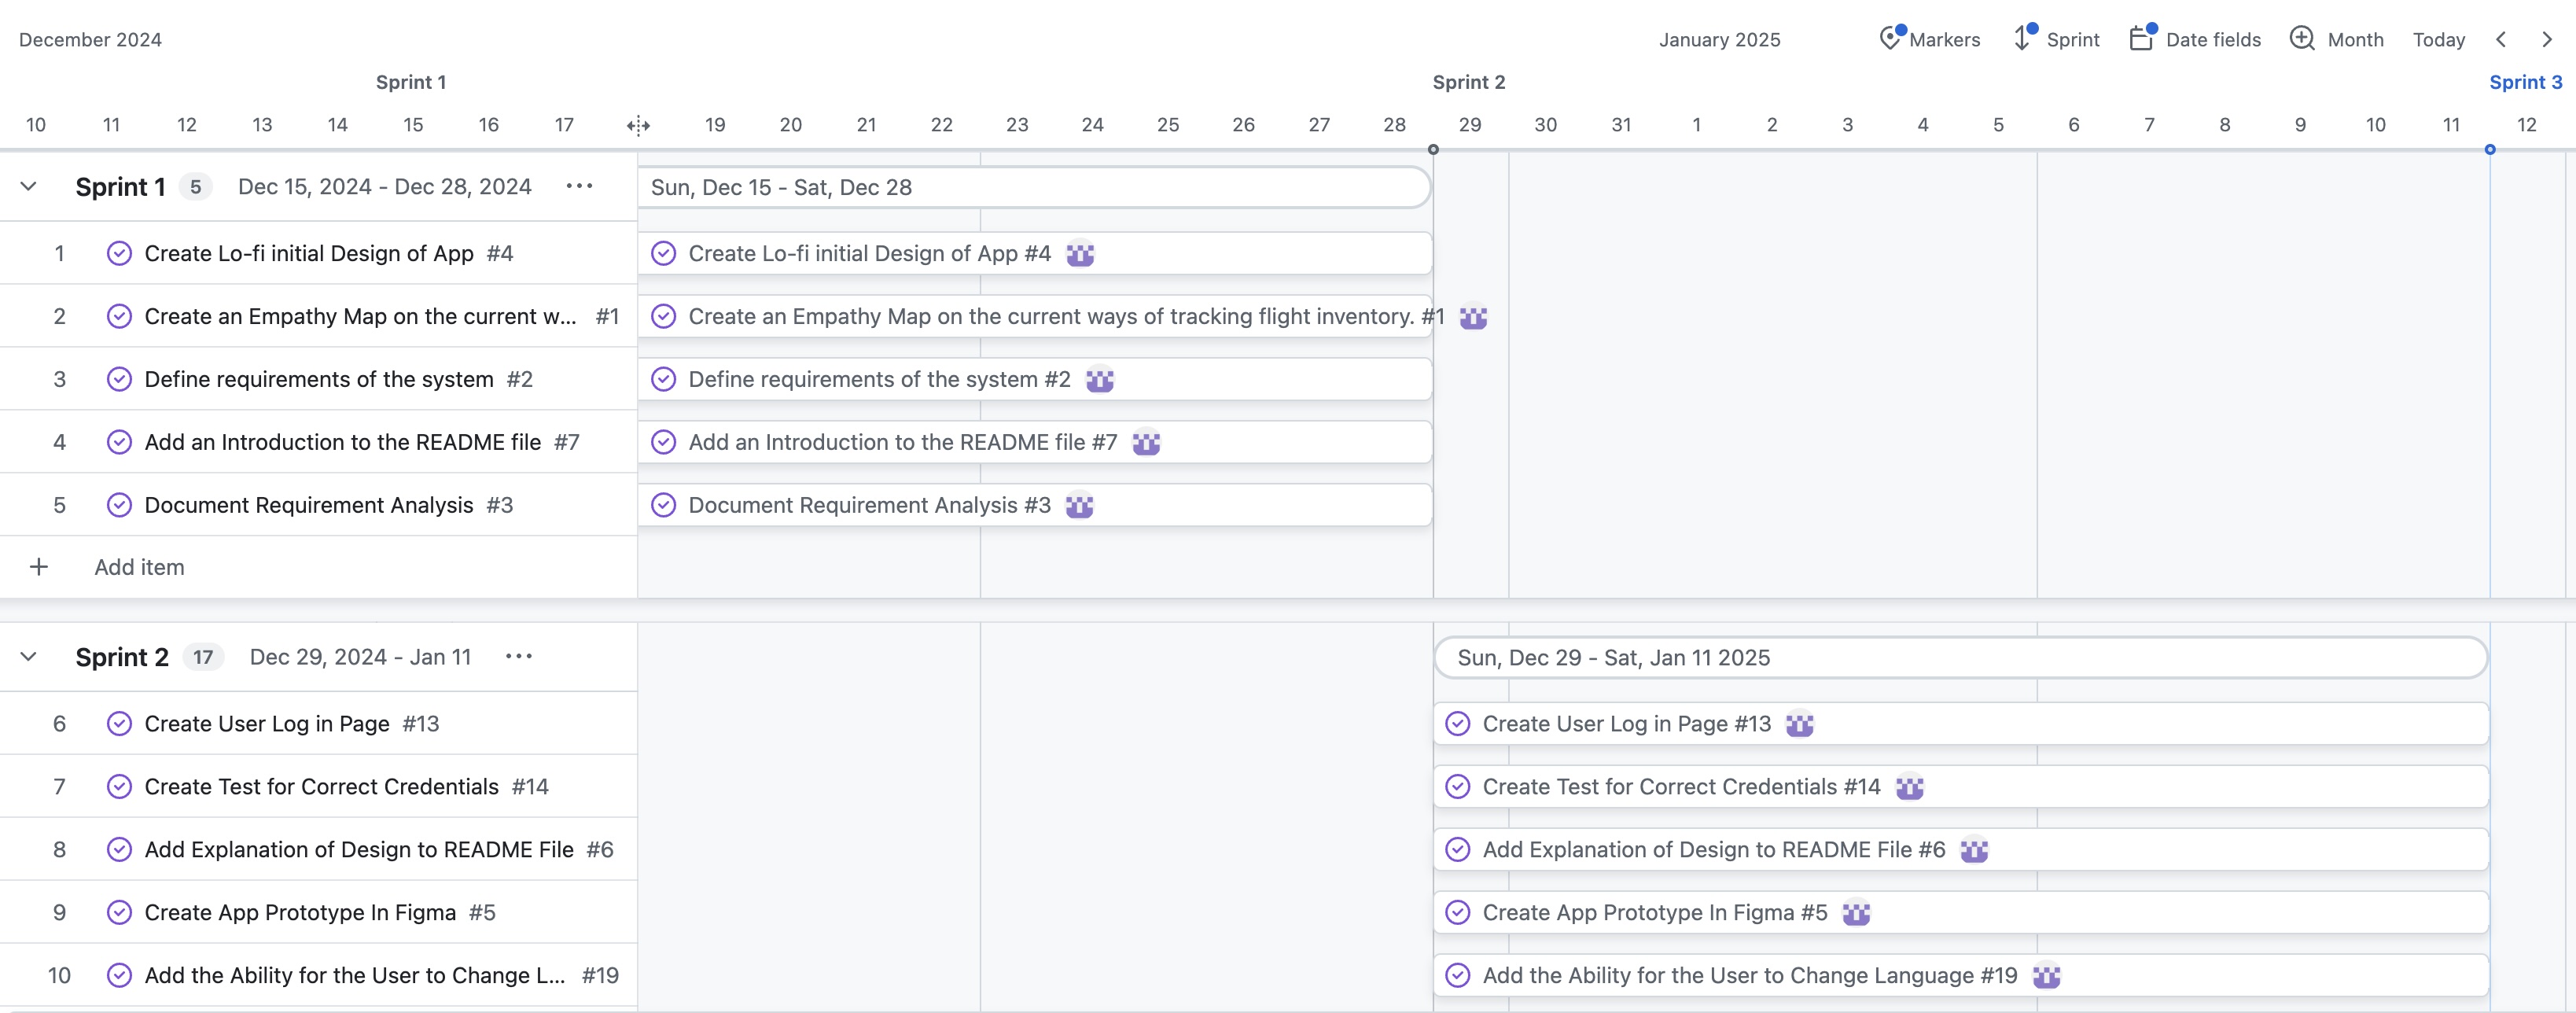 December 2024 January 2025 Markers Sprint Date fields Month Today
Sprint 1 Sprint 2 Sprint 3
10 11 12 13 14 15 16 17 19 20 21 22 23 24 25 26 27 28 29 30 31 1 2 3 4 5 6 7 8 9 10 11 12
Sprint 1 5 Dec 15, 2024 - Dec 28, 2024 ... Sun, Dec 15 - Sat, Dec 28
1 Create Lo-fi initial Design of App #4 Create Lo-fi initial Design of App #4
2 Create an Empathy Map on the current w... #1 Create an Empathy Map on the current ways of tracking flight inventory. #1
3 Define requirements of the system #2 Define requirements of the system #2
4 Add an Introduction to the README file #7 Add an Introduction to the README file #7
5 Document Requirement Analysis #3 Document Requirement Analysis #3
+ Add item
Sprint 2 17 Dec 29, 2024 - Jan 11 ... Sun, Dec 29 - Sat, Jan 11 2025
6 Create User Log in Page #13 Create User Log in Page #13
7 Create Test for Correct Credentials #14 Create Test for Correct Credentials #14
8 Add Explanation of Design to README File #6 Add Explanation of Design to README File #6
9 Create App Prototype In Figma #5 Create App Prototype In Figma #5
10 Add the Ability for the User to Change L... #19 Add the Ability for the User to Change Language #19